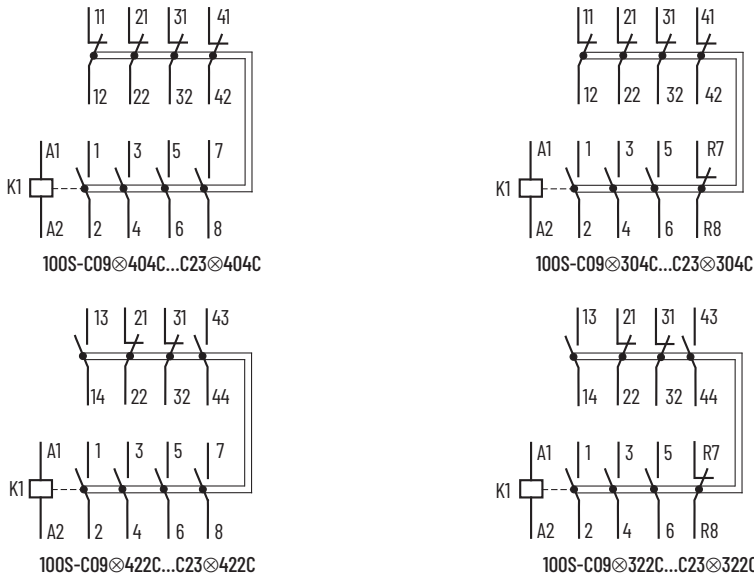 11 21 31 41
12 22 32 42
A1 1 3 5 7
K1
A2 2 4 6 8
100S-C09⊗404C...C23⊗404C
11 21 31 41
12 22 32 42
A1 1 3 5 R7
K1
A2 2 4 6 R8
100S-C09⊗304C...C23⊗304C
13 21 31 43
14 22 32 44
A1 1 3 5 7
K1
A2 2 4 6 8
100S-C09⊗422C...C23⊗422C
13 21 31 43
14 22 32 44
A1 1 3 5 R7
K1
A2 2 4 6 R8
100S-C09⊗322C...C23⊗322C